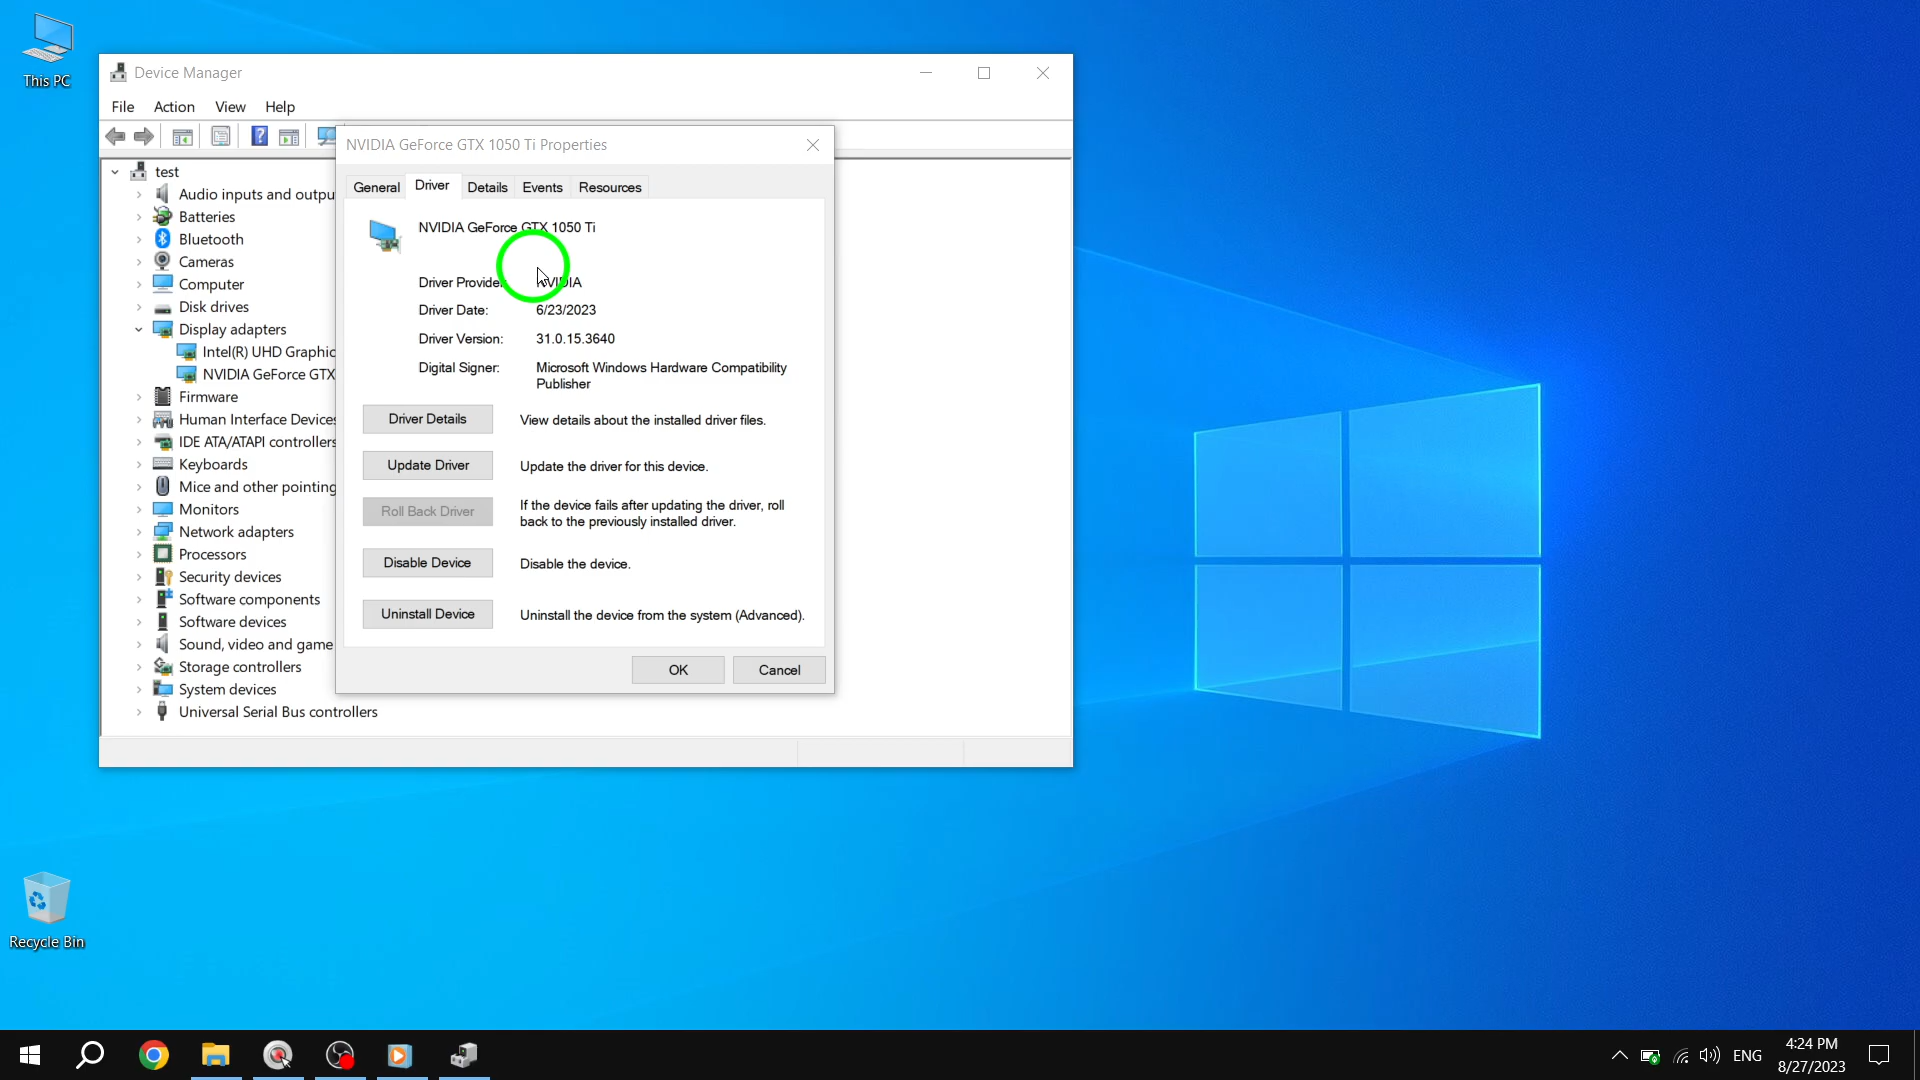 This PC
Device Manager
File Action View Help
NVIDIA GeForce GTX 1050 Ti Properties
test
Audio inputs and outpu
Batteries
Bluetooth
Cameras
Computer
Disk drives
Display adapters
Intel(R) UHD Graphic
NVIDIA GeForce GTX
Firmware
Human Interface Devices
IDE ATA/ATAPI controllers
Keyboards
Mice and other pointing
Monitors
Network adapters
Processors
Security devices
Software components
Software devices
Sound, video and game
Storage controllers
System devices
Universal Serial Bus controllers
General Driver Details Events Resources
NVIDIA GeForce GTX 1050 Ti
Driver Provider: NVIDIA
Driver Date: 6/23/2023
Driver Version: 31.0.15.3640
Digital Signer: Microsoft Windows Hardware Compatibility
Publisher
Driver Details View details about the installed driver files.
Update Driver Update the driver for this device.
Roll Back Driver If the device fails after updating the driver, roll
back to the previously installed driver.
Disable Device Disable the device.
Uninstall Device Uninstall the device from the system (Advanced).
OK Cancel
Recycle Bin
ENG
4:24 PM
8/27/2023